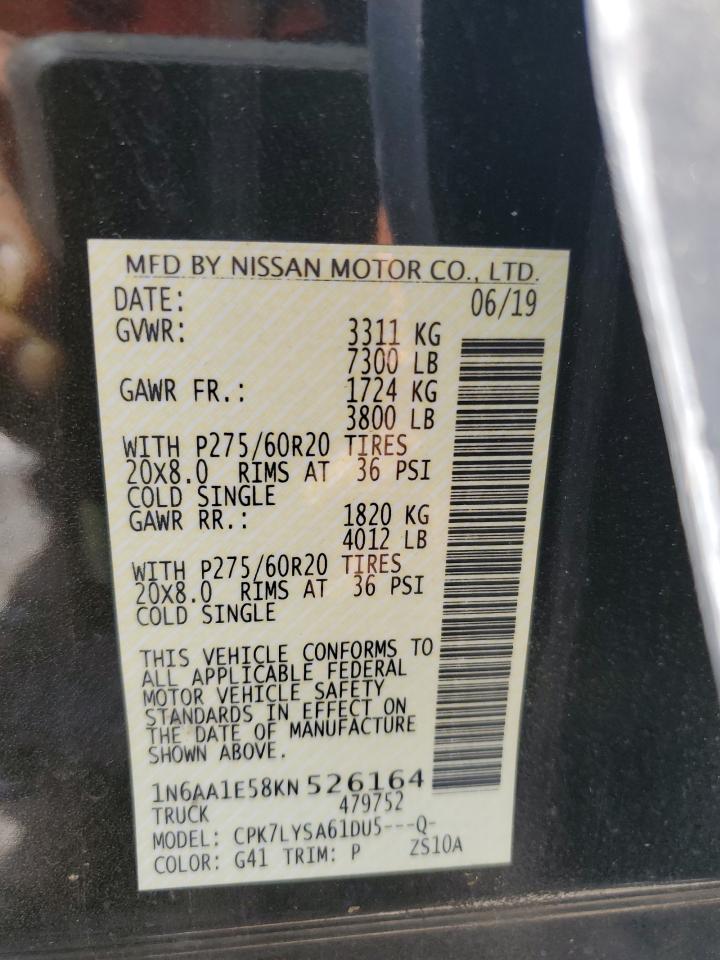 MFD BY NISSAN MOTOR CO., LTD.
DATE: 06/19
GVWR: 3311 KG
7300 LB
GAWR FR.: 1724 KG
3800 LB
WITH P275/60R20 TIRES
20X8.0 RIMS AT 36 PSI
COLD SINGLE
GAWR RR.: 1820 KG
4012 LB
WITH P275/60R20 TIRES
20X8.0 RIMS AT 36 PSI
COLD SINGLE
THIS VEHICLE CONFORMS TO
ALL APPLICABLE FEDERAL
MOTOR VEHICLE SAFETY
STANDARDS IN EFFECT ON
THE DATE OF MANUFACTURE
SHOWN ABOVE.
1N6AA1E58KN 526164
TRUCK 479752
MODEL: CPK7LYSA61DU5---Q-
COLOR: G41 TRIM: P ZS10A